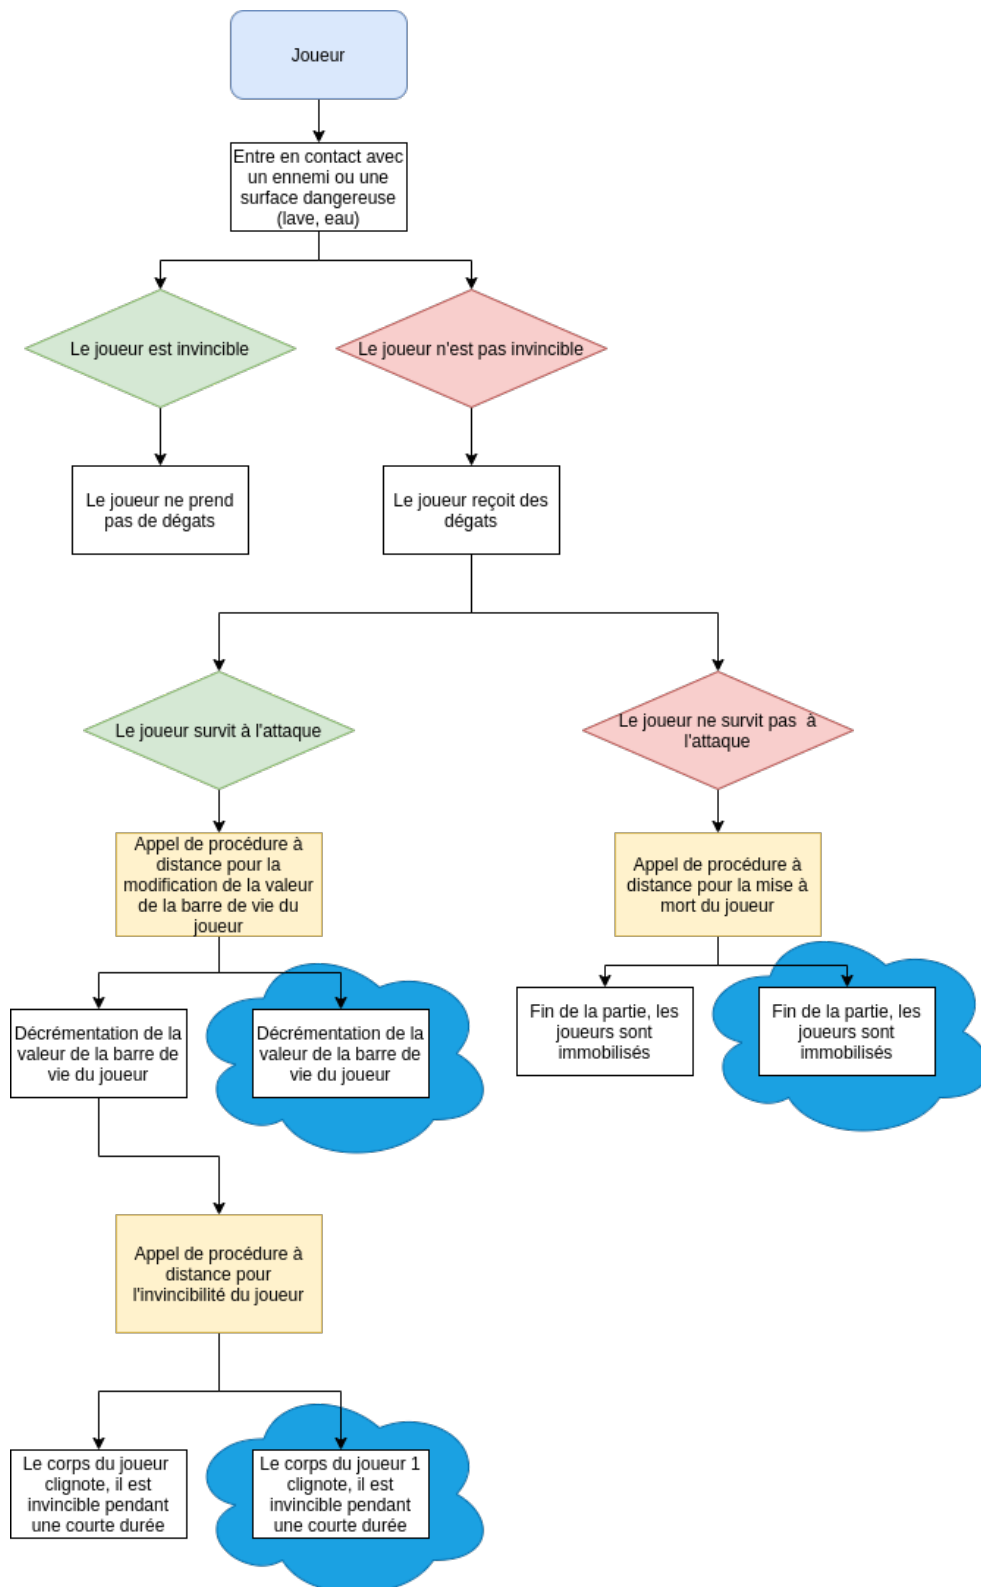 Joueur
Entre en contact avec
un ennemi ou une
surface dangereuse
(lave, eau)
Le joueur est invincible
Le joueur n'est pas invincible
Le joueur ne prend
pas de dégats
Le joueur reçoit des
dégats
Le joueur survit à l'attaque
Le joueur ne survit pas à
l'attaque
Appel de procédure à
distance pour la
modification de la valeur
de la barre de vie du
joueur
Appel de procédure à
distance pour la mise à
mort du joueur
Décrémentation de la
valeur de la barre de
vie du joueur
Décrémentation de la
valeur de la barre de
vie du joueur
Fin de la partie, les
joueurs sont
immobilisés
Fin de la partie, les
joueurs sont
immobilisés
Appel de procédure à
distance pour
l'invincibilité du joueur
Le corps du joueur
clignote, il est
invincible pendant
une courte durée
Le corps du joueur 1
clignote, il est
invincible pendant
une courte durée